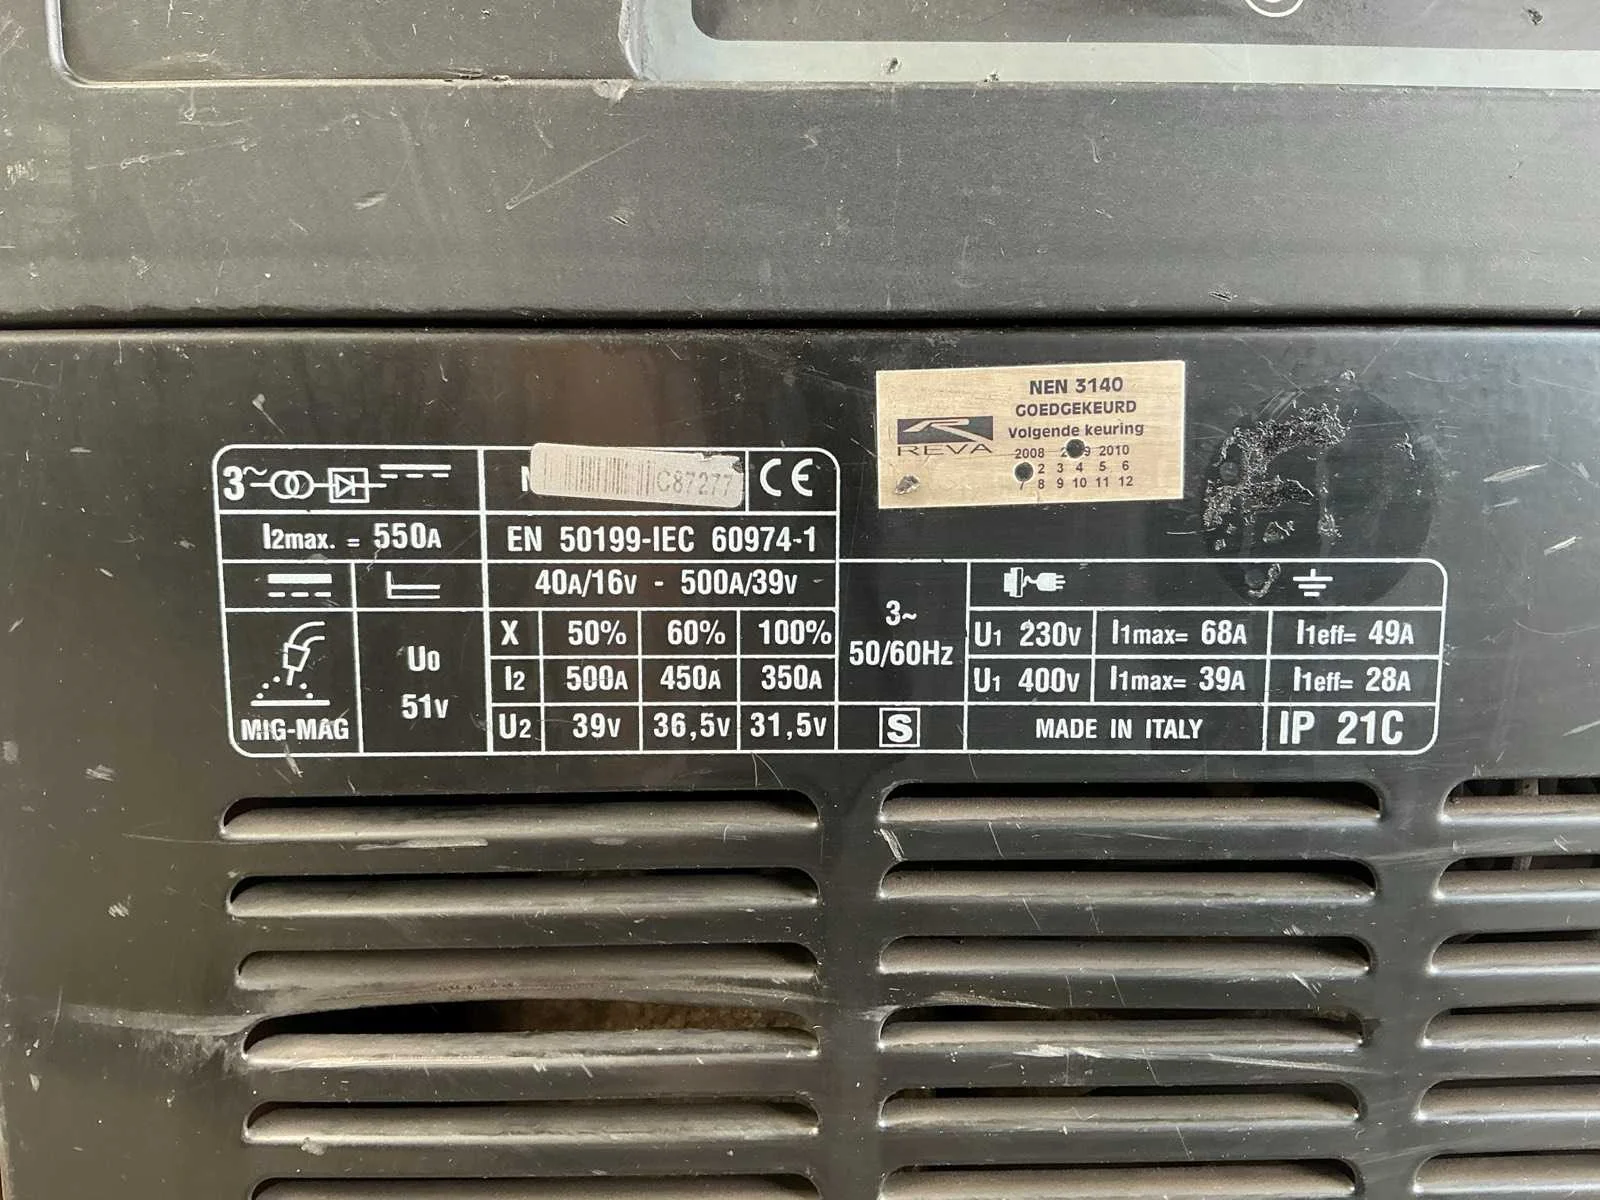 NEN 3140
GOEDGEKEURD
Volgende keuring
REVA
2008 2010
2 3 4 5 6
7 8 9 10 11 12
3~
N C87277 CE
I2max. = 550A
EN 50199-IEC 60974-1
40A/16V - 500A/39V
X 50% 60% 100%
I2 500A 450A 350A
U2 39V 36,5V 31,5V
MIG-MAG
U0
51V
3~
50/60Hz
U1 230V I1max= 68A I1eff= 49A
U1 400V I1max= 39A I1eff= 28A
S MADE IN ITALY IP 21C